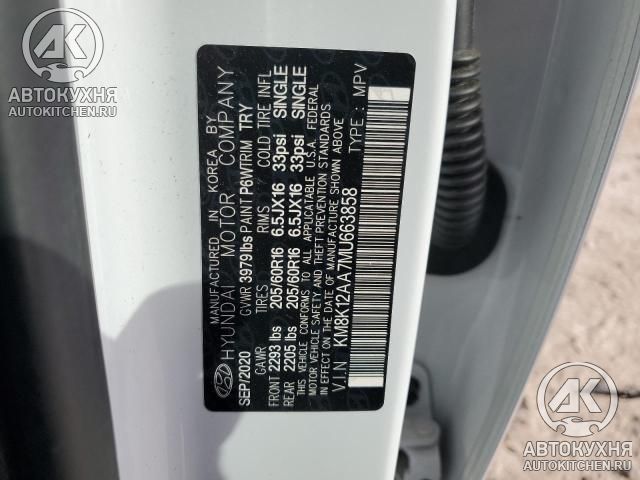 MANUFACTURED IN KOREA BY
HYUNDAI MOTOR COMPANY
SEP/2020 GVWR 3979lbs PAINT P6W TRIM TRY
GAWR TIRES RIMS COLD TIRE INFL
FRONT 2293 lbs 205/60R16 6.5JX16 33psi SINGLE
REAR 2205 lbs 205/60R16 6.5JX16 33psi SINGLE
THIS VEHICLE CONFORMS TO ALL APPLICATABLE U.S.A. FEDERAL
MOTOR VEHICLE SAFETY AND THEFT PREVENTION STANDARDS
IN EFFECT ON THE DATE OF MANUFACTURE SHOWN ABOVE
V.I.N KM8K12AA7MU663858 TYPE : MPV
АК
АВТОКУХНЯ
AUTOKITCHEN.RU
АК
АВТОКУХНЯ
AUTOKITCHEN.RU